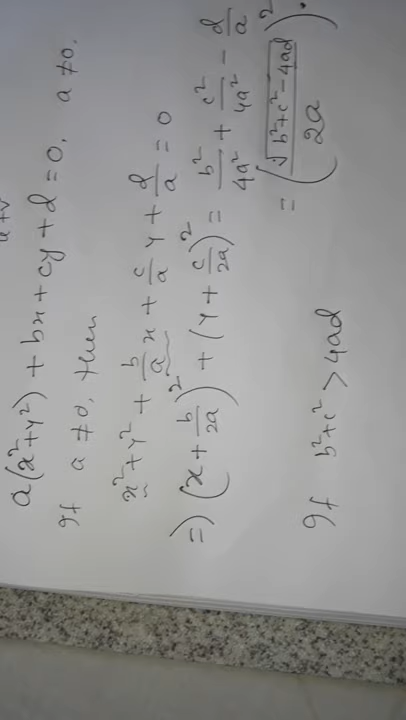 a(x²+y²) + bx + cy + d = 0, a ≠ 0.
If a ≠ 0, then
x² + y² + b/a x + c/a y + d/a = 0
⇒ (x + b/2a)² + (y + c/2a)² = b²/4a² + c²/4a² - d/a
= (√b²+c²-4ad / 2a)².
If b²+c² > 4ad